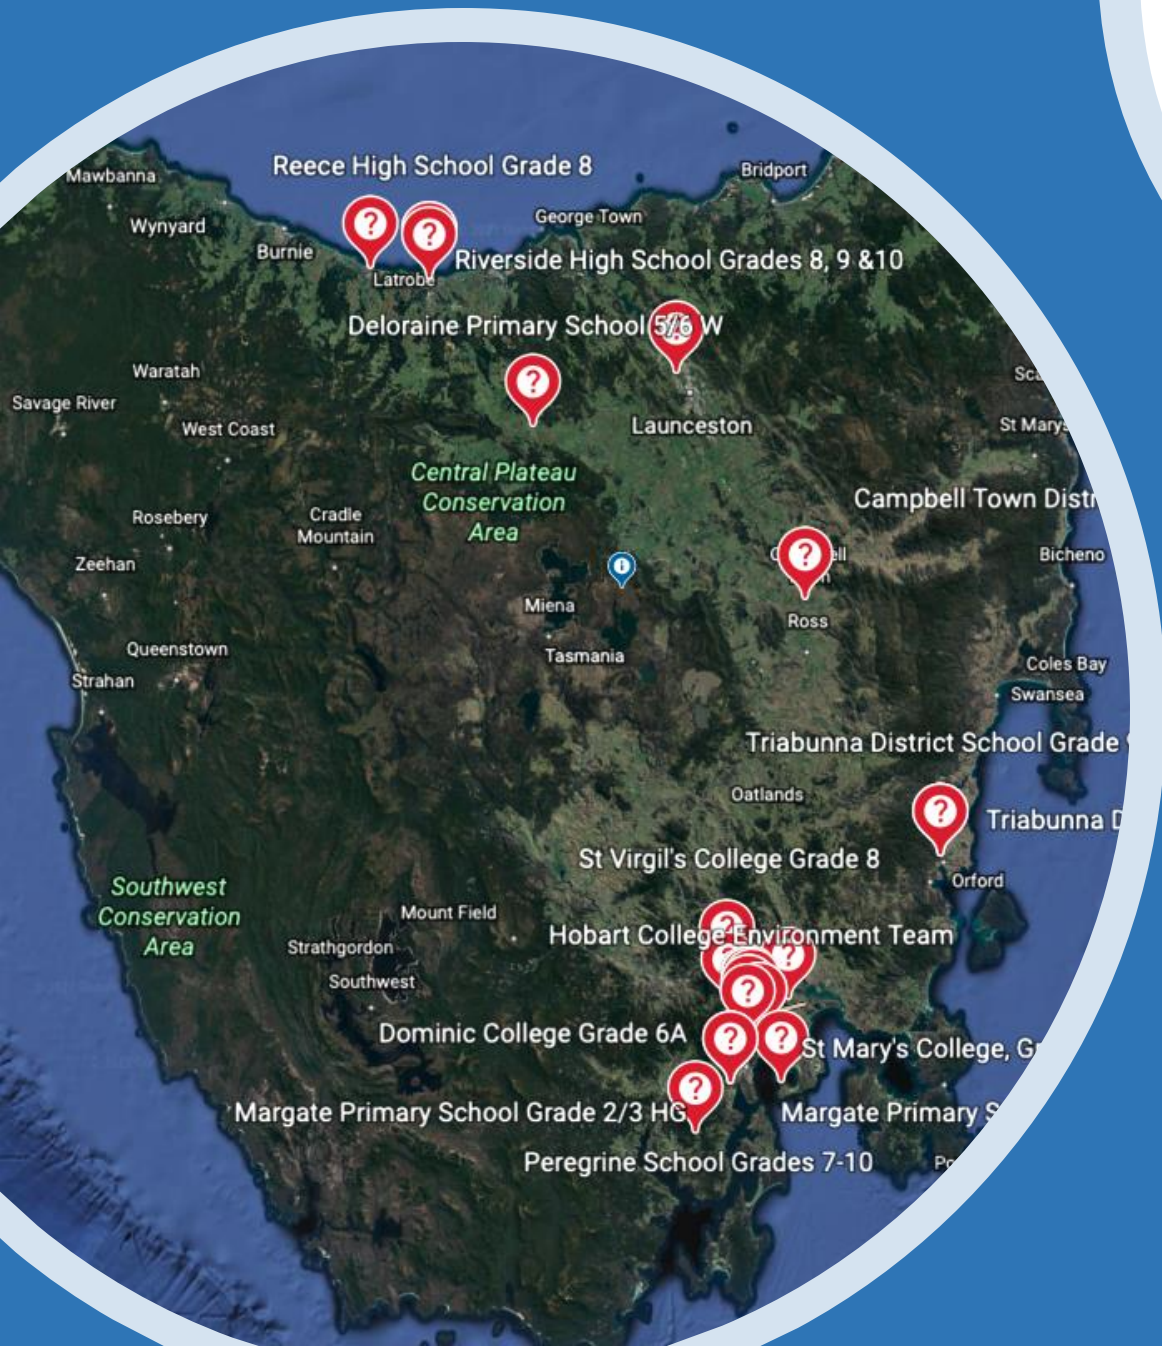 Reece High School Grade 8
Bridport
Mawbanna
Wynyard
George Town
Burnie
Riverside High School Grades 8, 9 &10
Latrobe
Deloraine Primary School 5/6 W
Waratah
Savage River
West Coast
Launceston
St Marys
Central Plateau
Conservation
Area
Campbell Town
Rosebery
Cradle
Mountain
Zeehan
Bicheno
Miena
Ross
Tasmania
Queenstown
Strahan
Coles Bay
Swansea
Triabunna District School Grade
Oatlands
Triabunna
St Virgil's College Grade 8
Orford
Southwest
Conservation
Area
Mount Field
Hobart College Environment Team
Strathgordon
Southwest
Dominic College Grade 6A
St Mary's College,
Margate Primary School Grade 2/3 HG
Margate Primary
Peregrine School Grades 7-10